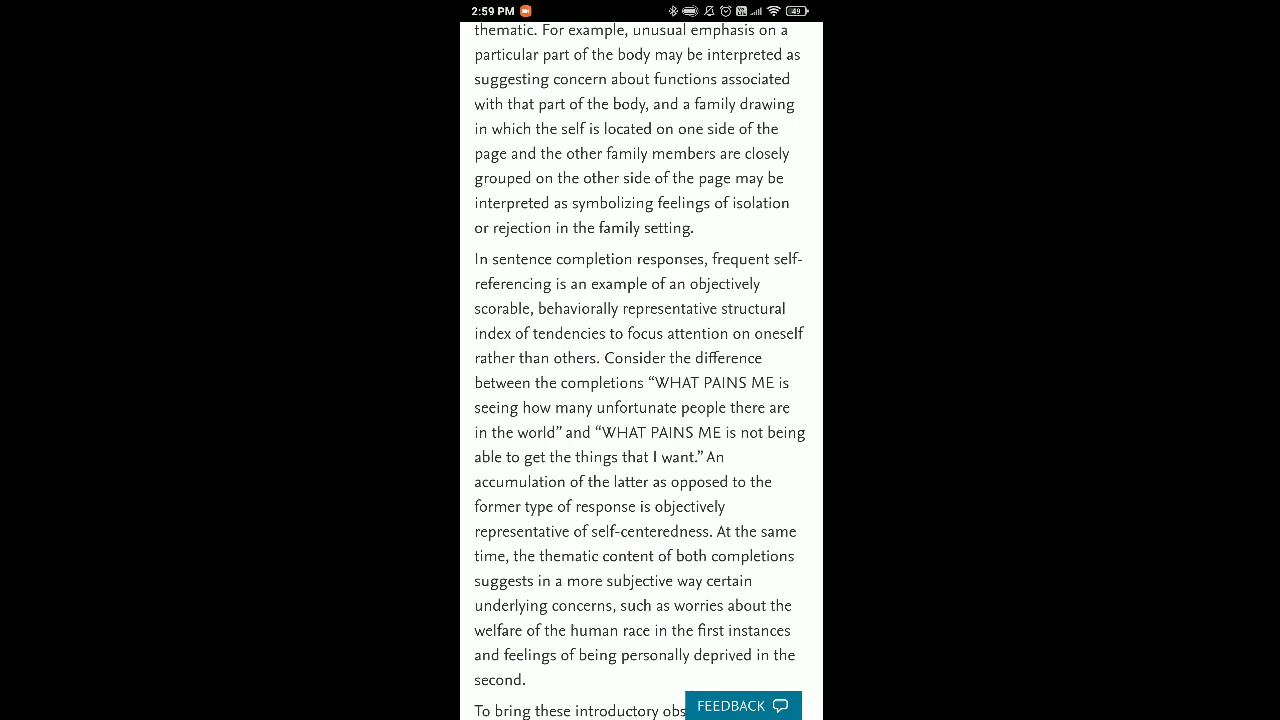 2:59 PM 49
thematic. For example, unusual emphasis on a
particular part of the body may be interpreted as
suggesting concern about functions associated
with that part of the body, and a family drawing
in which the self is located on one side of the
page and the other family members are closely
grouped on the other side of the page may be
interpreted as symbolizing feelings of isolation
or rejection in the family setting.
In sentence completion responses, frequent self-
referencing is an example of an objectively
scorable, behaviorally representative structural
index of tendencies to focus attention on oneself
rather than others. Consider the difference
between the completions “WHAT PAINS ME is
seeing how many unfortunate people there are
in the world” and “WHAT PAINS ME is not being
able to get the things that I want.” An
accumulation of the latter as opposed to the
former type of response is objectively
representative of self-centeredness. At the same
time, the thematic content of both completions
suggests in a more subjective way certain
underlying concerns, such as worries about the
welfare of the human race in the first instances
and feelings of being personally deprived in the
second.
To bring these introductory obs
FEEDBACK